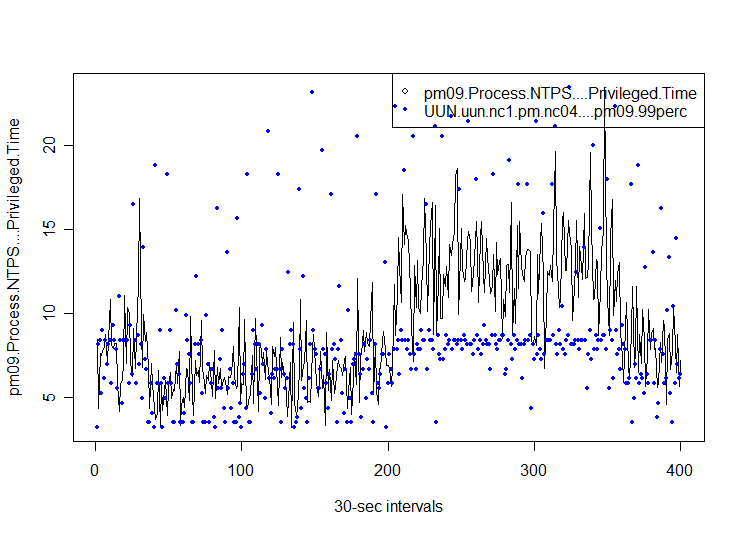 pm09.Process.NTPS....Privileged.Time
UUN.uun.nc1.pm.nc04....pm09.99perc
pm09.Process.NTPS....Privileged.Time
20
15
10
5
0
100
200
300
400
30-sec intervals